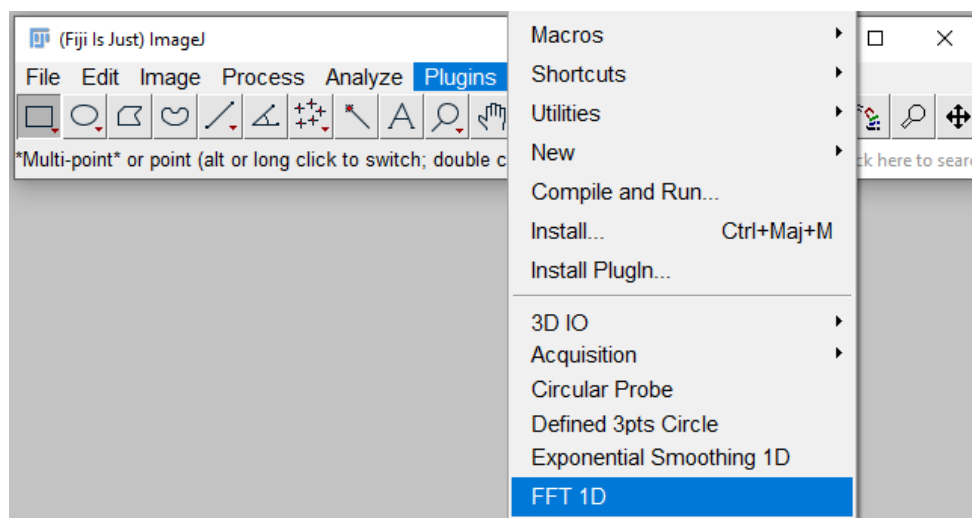 (Fiji Is Just) ImageJ
File Edit Image Process Analyze Plugins
A
*Multi-point* or point (alt or long click to switch; double c
ck here to sear
Macros
Shortcuts
Utilities
New
Compile and Run...
Install... Ctrl+Maj+M
Install PlugIn...
3D IO
Acquisition
Circular Probe
Defined 3pts Circle
Exponential Smoothing 1D
FFT 1D